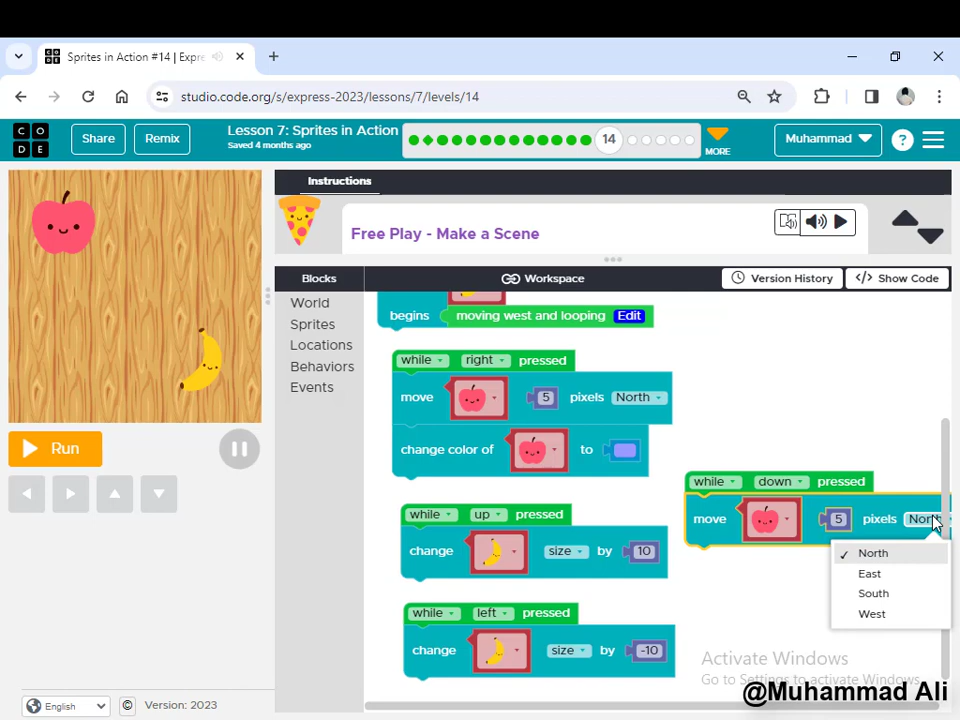 Sprites in Action #14 | Expre
studio.code.org/s/express-2023/lessons/7/levels/14
CO
DE
Share
Remix
Lesson 7: Sprites in Action
Saved 4 months ago
14
MORE
Muhammad
?
Instructions
Free Play - Make a Scene
Blocks
Workspace
Version History
</> Show Code
World
Sprites
Locations
Behaviors
Events
begins
moving west and looping
Edit
while right pressed
move 5 pixels North
change color of to
while up pressed
change size by 10
while left pressed
change size by -10
while down pressed
move 5 pixels North
✓ North
East
South
West
Run
English
© Version: 2023
Activate Windows
Go to Settings to activate Windows.
@Muhammad Ali